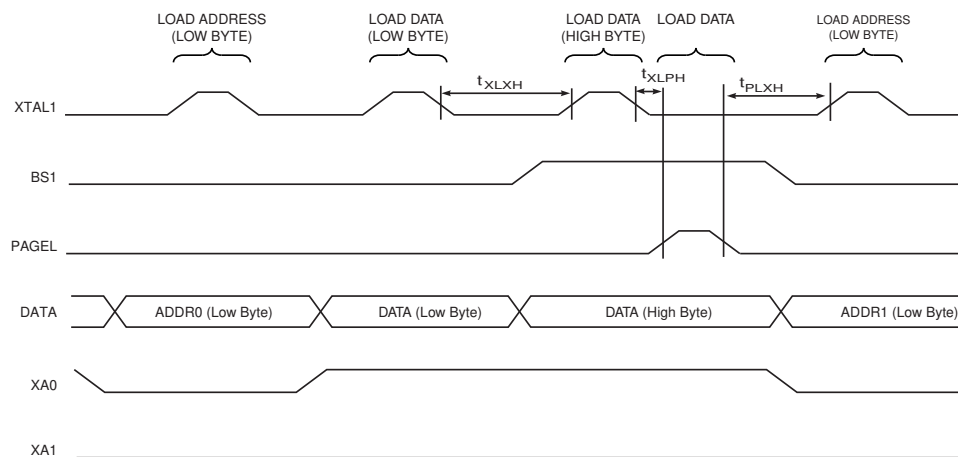 LOAD ADDRESS
(LOW BYTE)
LOAD DATA
(LOW BYTE)
LOAD DATA
(HIGH BYTE)
LOAD DATA
LOAD ADDRESS
(LOW BYTE)
tXLXH
tXLPH
tPLXH
XTAL1
BS1
PAGEL
DATA
ADDR0 (Low Byte)
DATA (Low Byte)
DATA (High Byte)
ADDR1 (Low Byte)
XA0
XA1